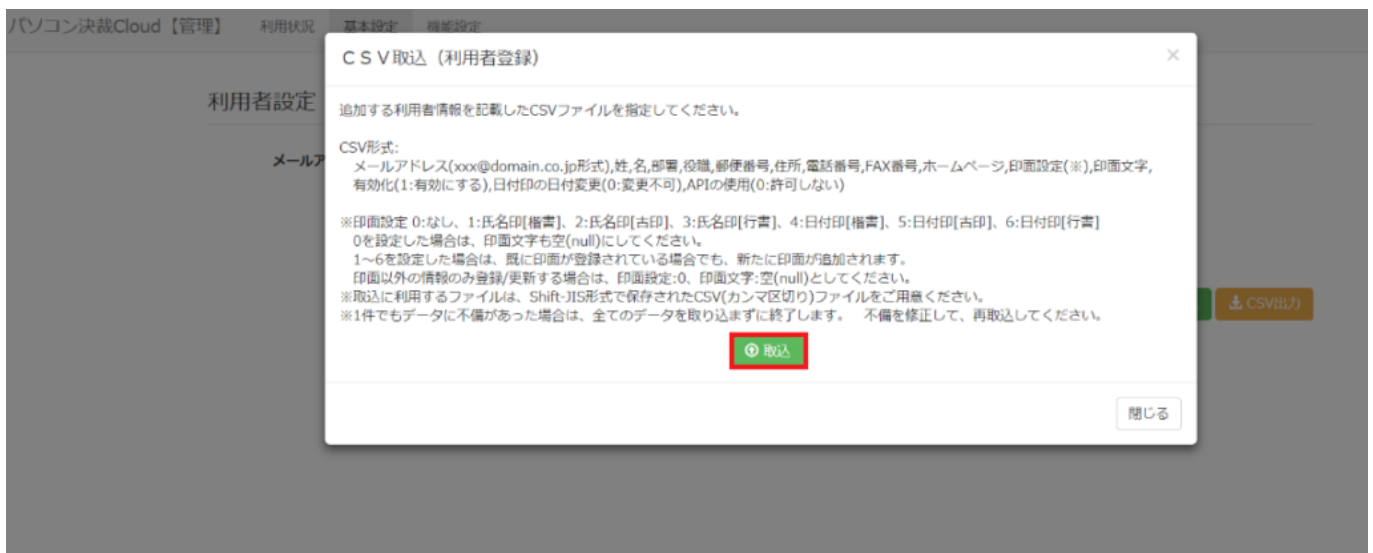 パソコン決裁Cloud【管理】 利用状況 基本設定 機能設定
CSV取込（利用者登録） ×
利用者設定
追加する利用者情報を記載したCSVファイルを指定してください。
メールア
CSV形式:
メールアドレス(xxx@domain.co.jp形式),姓,名,部署,役職,郵便番号,住所,電話番号,FAX番号,ホームページ,印面設定(※),印面文字,
有効化(1:有効にする),日付印の日付変更(0:変更不可),APIの使用(0:許可しない)
※印面設定 0:なし、1:氏名印[楷書]、2:氏名印[古印]、3:氏名印[行書]、4:日付印[楷書]、5:日付印[古印]、6:日付印[行書]
0を設定した場合は、印面文字も空(null)にしてください。
1～6を設定した場合は、既に印面が登録されている場合でも、新たに印面が追加されます。
印面以外の情報のみ登録/更新する場合は、印面設定:0、印面文字:空(null)としてください。
※取込に利用するファイルは、Shift-JIS形式で保存されたCSV(カンマ区切り)ファイルをご用意ください。
※1件でもデータに不備があった場合は、全てのデータを取り込まずに終了します。 不備を修正して、再取込してください。
CSV出力
取込
閉じる